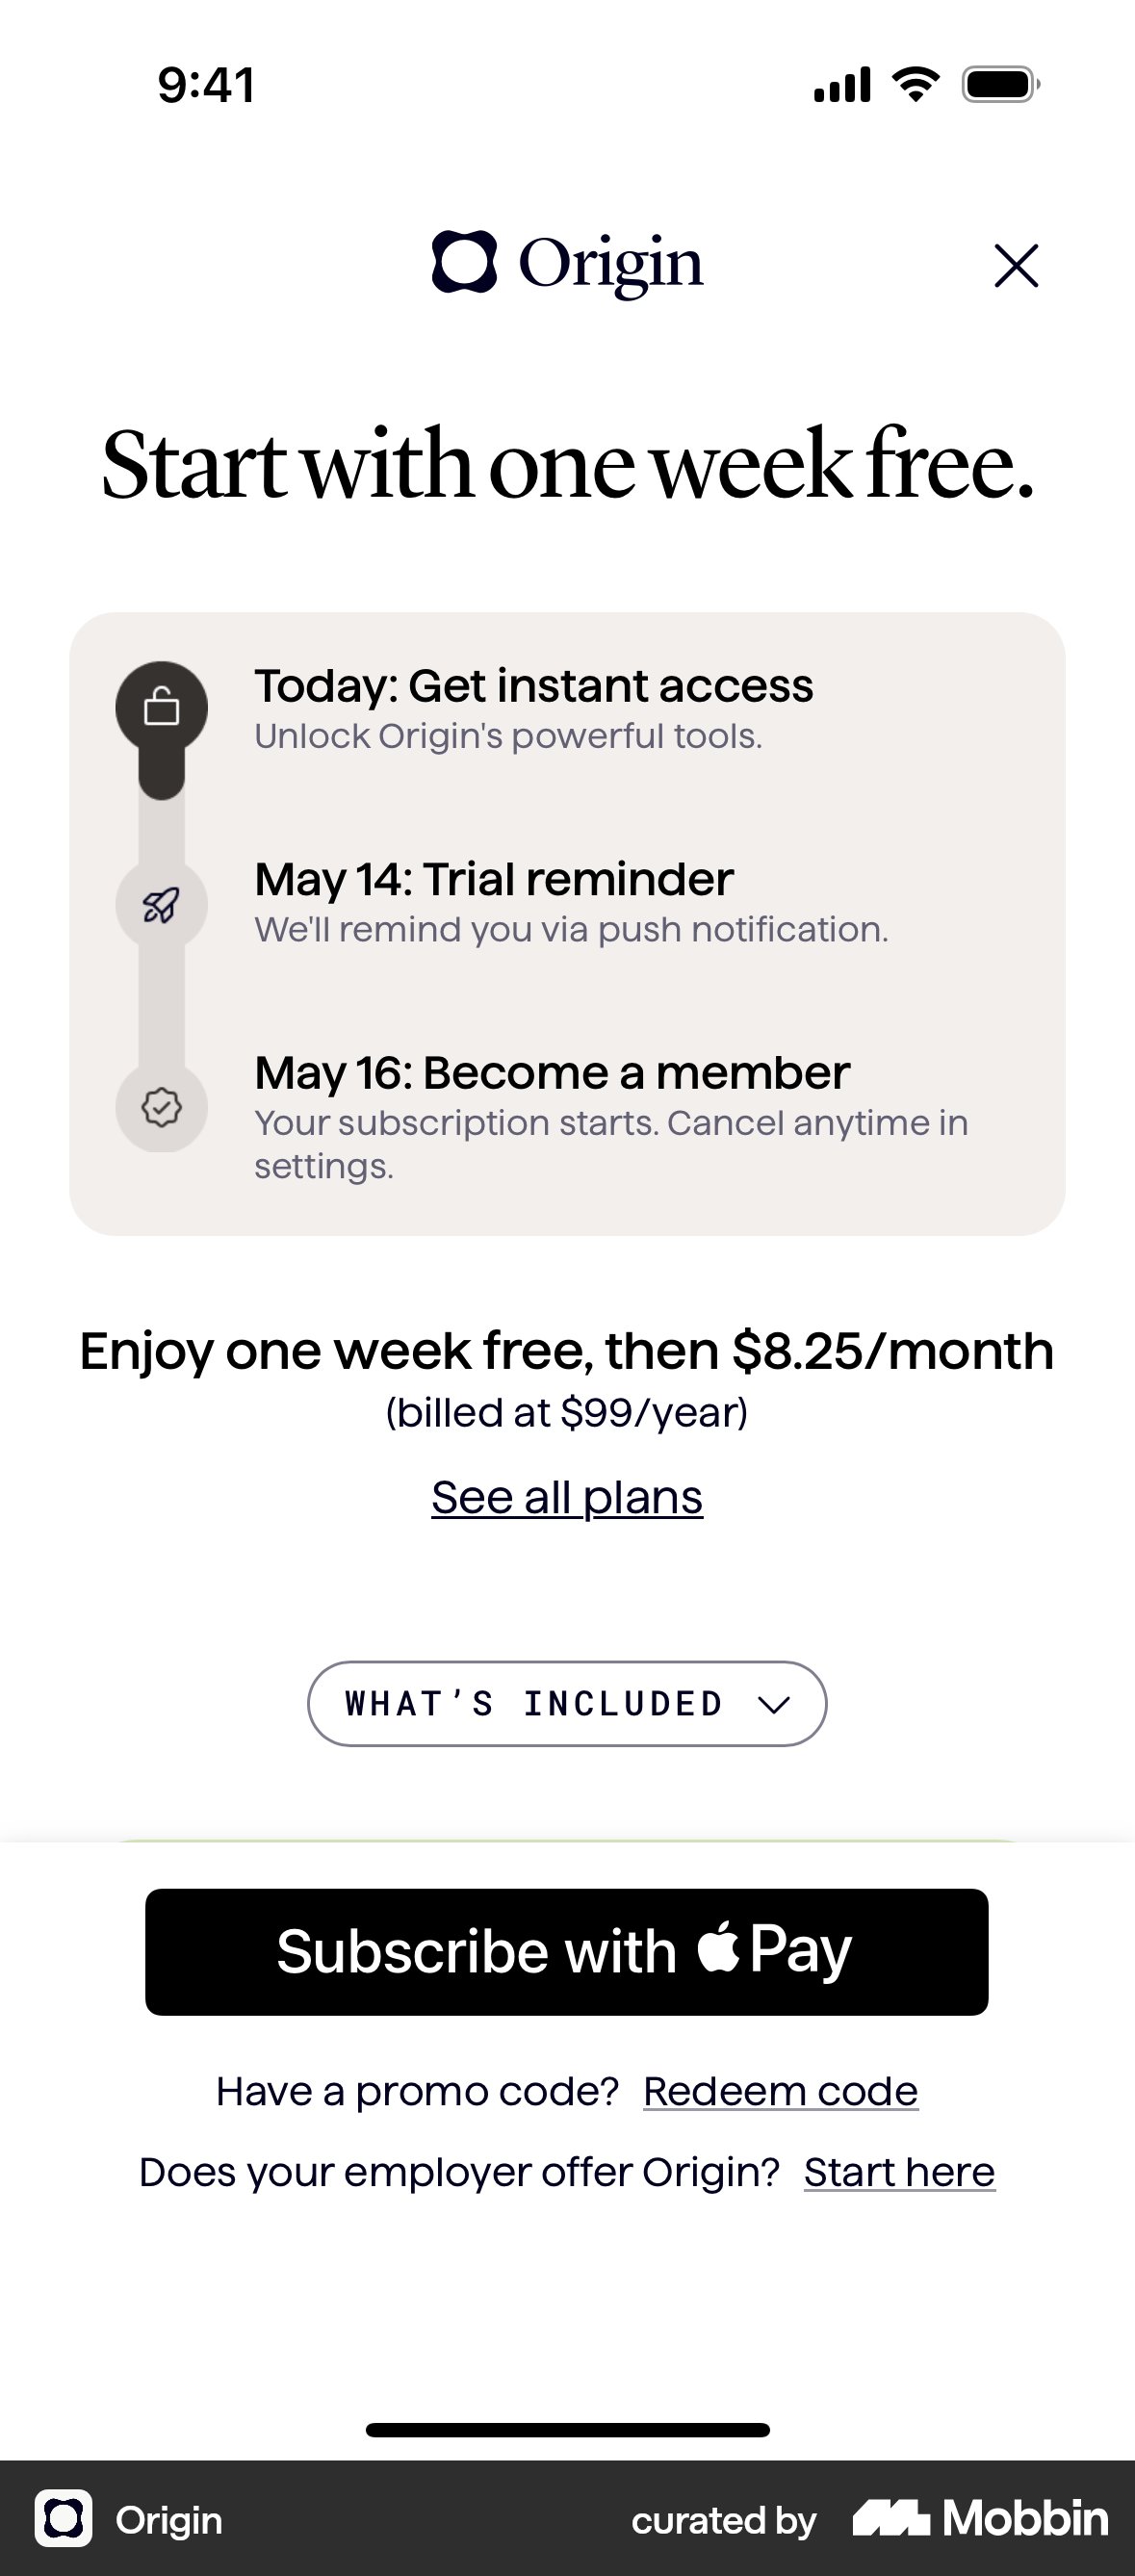 9:41
Origin
Start with one week free.
Today: Get instant access
Unlock Origin's powerful tools.
May 14: Trial reminder
We'll remind you via push notification.
May 16: Become a member
Your subscription starts. Cancel anytime in
settings.
Enjoy one week free, then $8.25/month
(billed at $99/year)
See all plans
WHAT’S INCLUDED
Subscribe with Pay
Have a promo code? Redeem code
Does your employer offer Origin? Start here
Origin curated by Mobbin